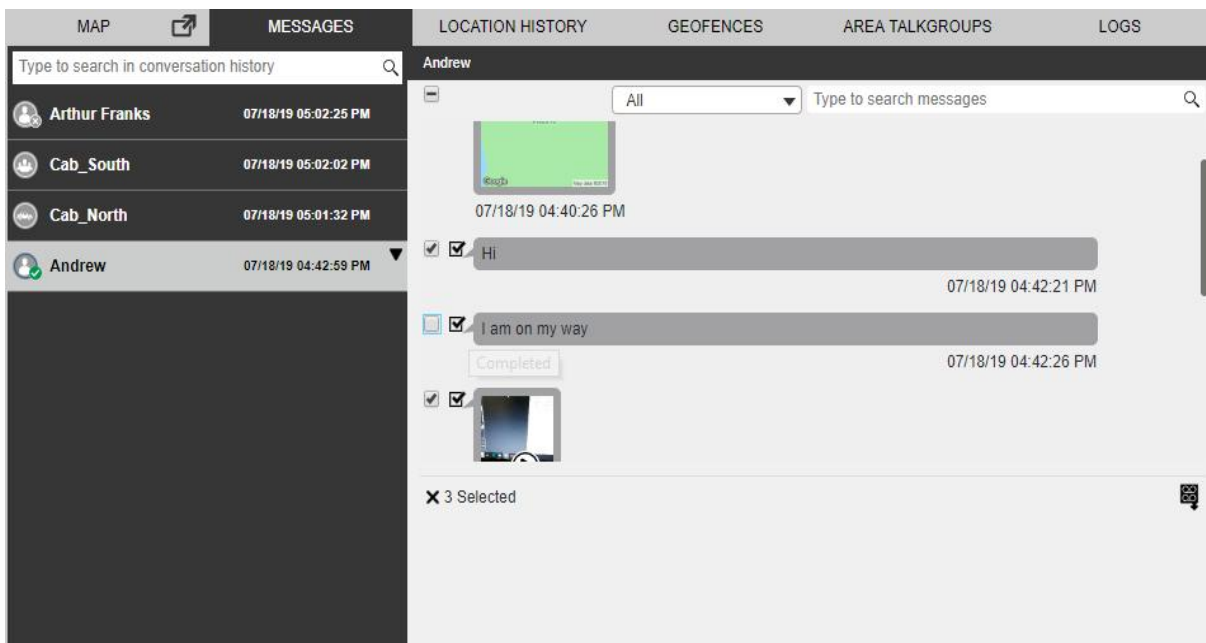 MAP
MESSAGES
LOCATION HISTORY
GEOFENCES
AREA TALKGROUPS
LOGS
Type to search in conversation history
Arthur Franks 07/18/19 05:02:25 PM
Cab_South 07/18/19 05:02:02 PM
Cab_North 07/18/19 05:01:32 PM
Andrew 07/18/19 04:42:59 PM
Andrew
All
Type to search messages
Google
07/18/19 04:40:26 PM
Hi
07/18/19 04:42:21 PM
I am on my way
Completed
07/18/19 04:42:26 PM
3 Selected